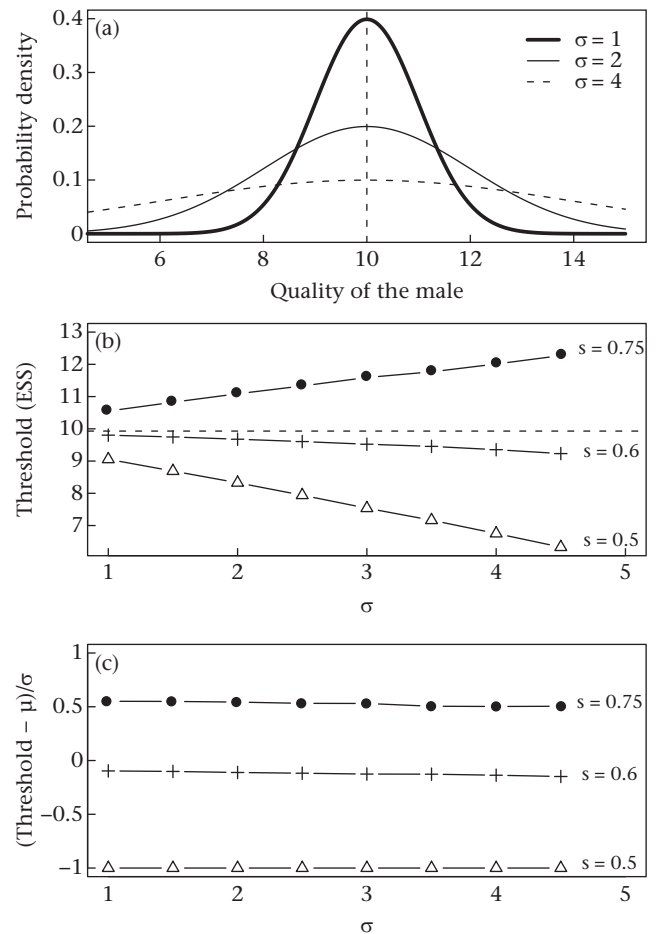 (a)
0.4
0.3
0.2
0.1
0
Probability density
σ = 1
σ = 2
σ = 4
6 8 10 12 14
Quality of the male
(b)
13
12
11
10
9
8
7
Threshold (ESS)
s = 0.75
s = 0.6
s = 0.5
1 2 3 4 5
σ
(c)
1
0.5
0
−0.5
−1
(Threshold − μ)/σ
s = 0.75
s = 0.6
s = 0.5
1 2 3 4 5
σ